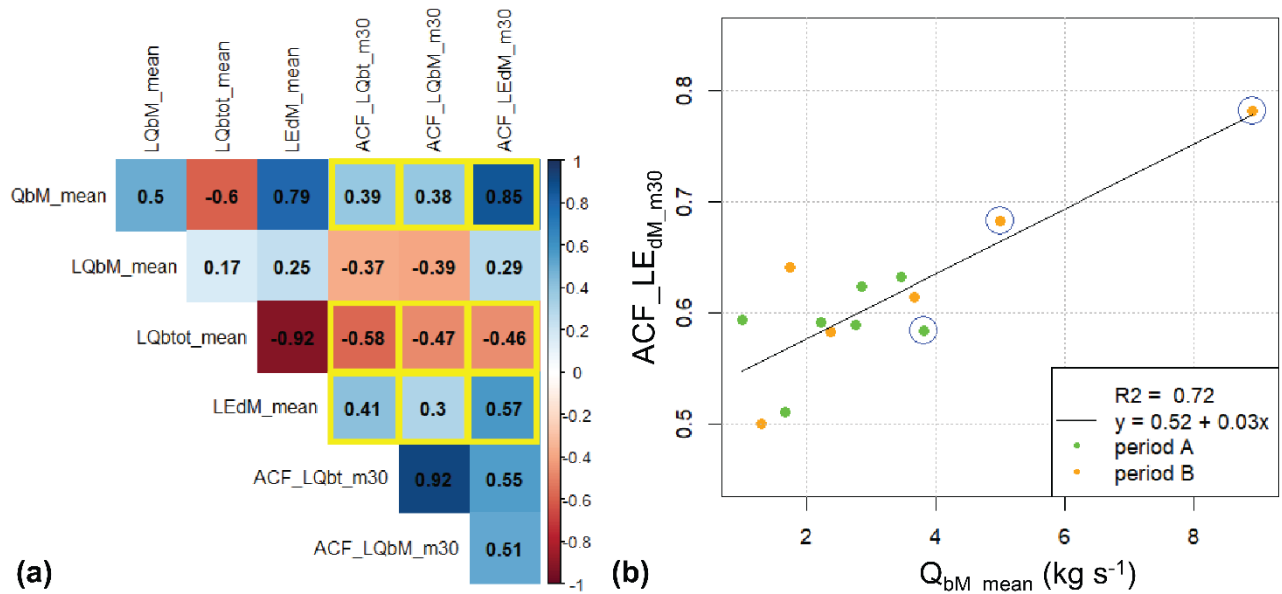 LQbM_mean
LQbtot_mean
LEdM_mean
ACF_LQbt_m30
ACF_LQbM_m30
ACF_LEdM_m30
QbM_mean 0.5 -0.6 0.79 0.39 0.38 0.85
LQbM_mean 0.17 0.25 -0.37 -0.39 0.29
LQbtot_mean -0.92 -0.58 -0.47 -0.46
LEdM_mean 0.41 0.3 0.57
ACF_LQbt_m30 0.92 0.55
ACF_LQbM_m30 0.51
1
0.8
0.6
0.4
0.2
0
-0.2
-0.4
-0.6
-0.8
-1
(a)
ACF_LEdM_m30
0.8
0.7
0.6
0.5
R2 = 0.72
y = 0.52 + 0.03x
period A
period B
2 4 6 8
QbM_mean (kg s-1)
(b)